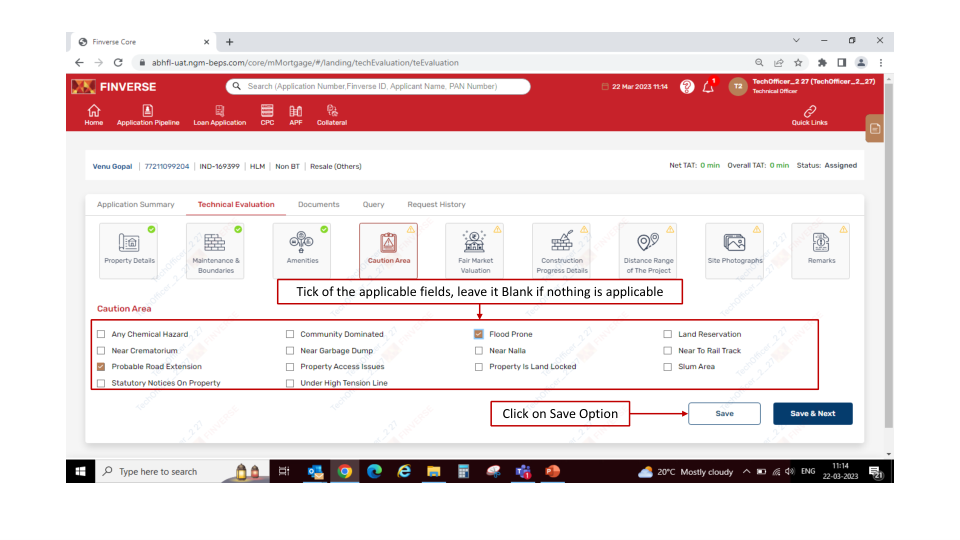 Finverse Core
abhfl-uat.ngm-beps.com/core/mMortgage/#/landing/techEvaluation/teEvaluation
FINVERSE
Search (Application Number,Finverse ID, Applicant Name, PAN Number)
22 Mar 2023 11:14
1
T2
TechOfficer_2 27 (TechOfficer_2_27)
Technical Officer
Home Application Pipeline Loan Application CPC APF Collateral Quick Links
Venu Gopal | 77211099204 | IND-169399 | HLM | Non BT | Resale (Others) Net TAT: 0 min Overall TAT: 0 min Status: Assigned
Application Summary Technical Evaluation Documents Query Request History
Property Details
Maintenance &
Boundaries
Amenities
Caution Area
Fair Market
Valuation
Construction
Progress Details
Distance Range
of The Project
Site Photographs
Remarks
Tick of the applicable fields, leave it Blank if nothing is applicable
Caution Area
Any Chemical Hazard Community Dominated Flood Prone Land Reservation
Near Crematorium Near Garbage Dump Near Nalla Near To Rail Track
Probable Road Extension Property Access Issues Property Is Land Locked Slum Area
Statutory Notices On Property Under High Tension Line
Click on Save Option
Save
Save & Next
Type here to search
20°C Mostly cloudy
ENG
11:14
22-03-2023
21